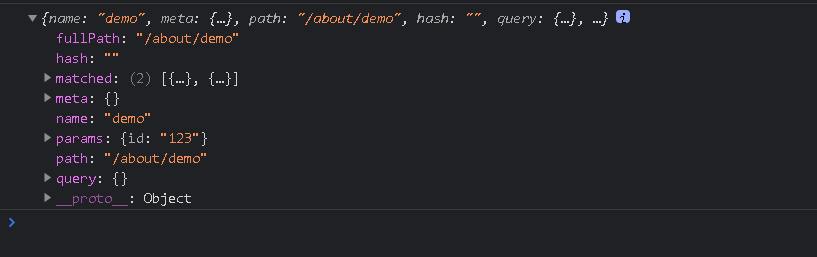 ▼{name: "demo", meta: {…}, path: "/about/demo", hash: "", query: {…}, …} i
fullPath: "/about/demo"
hash: ""
▶matched: (2) [{…}, {…}]
▶meta: {}
name: "demo"
▶params: {id: "123"}
path: "/about/demo"
▶query: {}
▶__proto__: Object
>